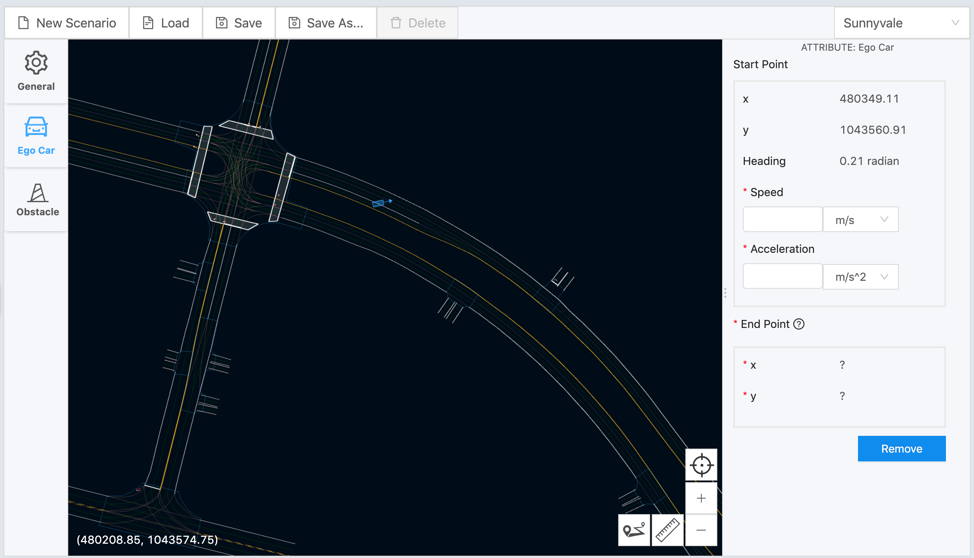 New Scenario Load Save Save As... Delete Sunnyvale
General
Ego Car
Obstacle
(480208.85, 1043574.75)
ATTRIBUTE: Ego Car
Start Point
x 480349.11
y 1043560.91
Heading 0.21 radian
* Speed
m/s
* Acceleration
m/s^2
* End Point ?
* x ?
* y ?
Remove
+
−